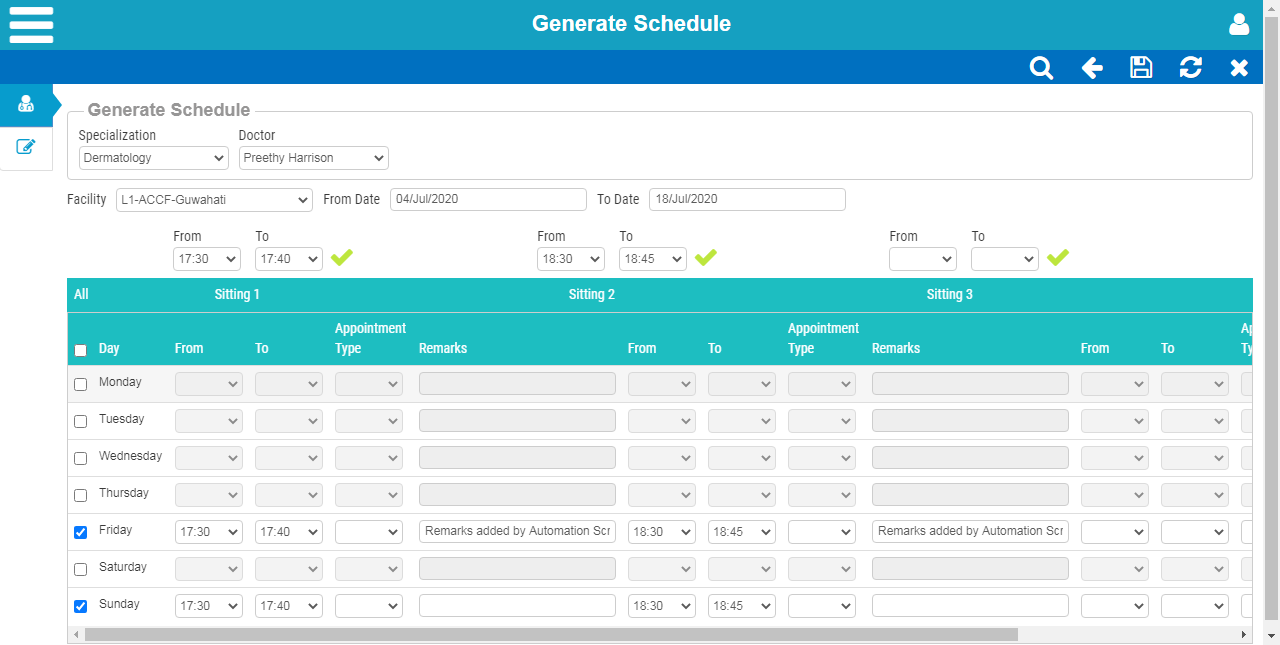 Generate Schedule
Generate Schedule
Specialization Doctor
Dermatology Preethy Harrison
Facility L1-ACCF-Guwahati From Date 04/Jul/2020 To Date 18/Jul/2020
From To From To From To
17:30 17:40 18:30 18:45
All Sitting 1 Sitting 2 Sitting 3
Appointment Appointment Ap
Day From To Type Remarks From To Type Remarks From To Ty
Monday
Tuesday
Wednesday
Thursday
Friday 17:30 17:40 Remarks added by Automation Scr 18:30 18:45 Remarks added by Automation Scr
Saturday
Sunday 17:30 17:40 18:30 18:45